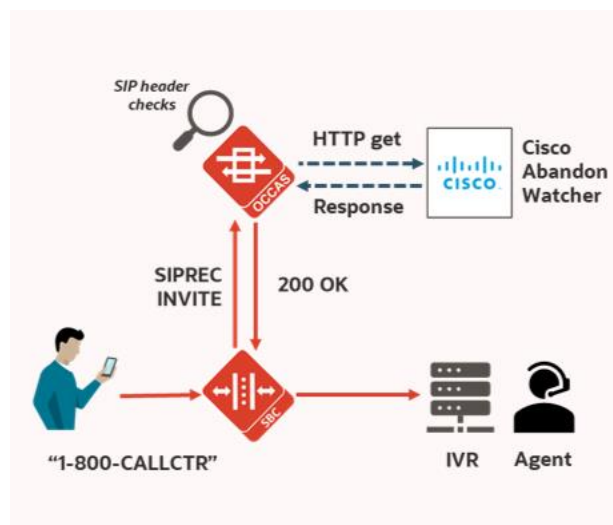 SIP header
checks
HTTP get
Response
OCCAS
CISCO
Cisco
Abandon
Watcher
SIPREC
INVITE
200 OK
SBC
"1-800-CALLCTR"
IVR
Agent